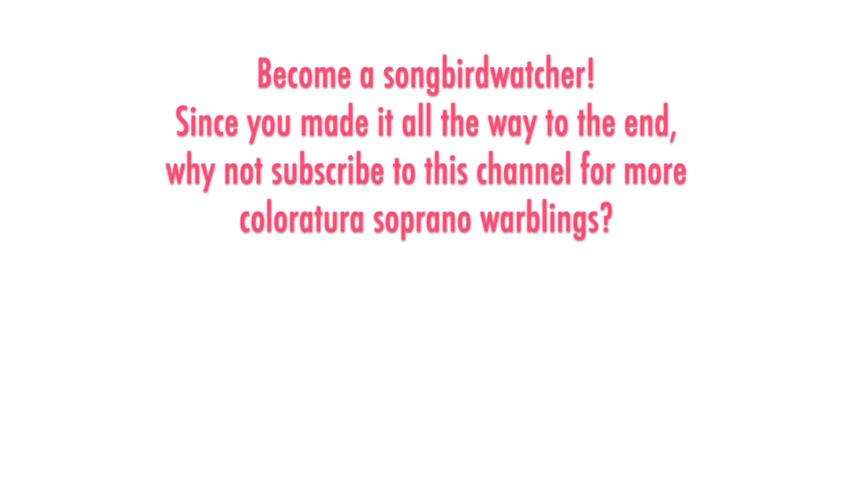 Become a songbirdwatcher!
Since you made it all the way to the end,
why not subscribe to this channel for more
coloratura soprano warblings?